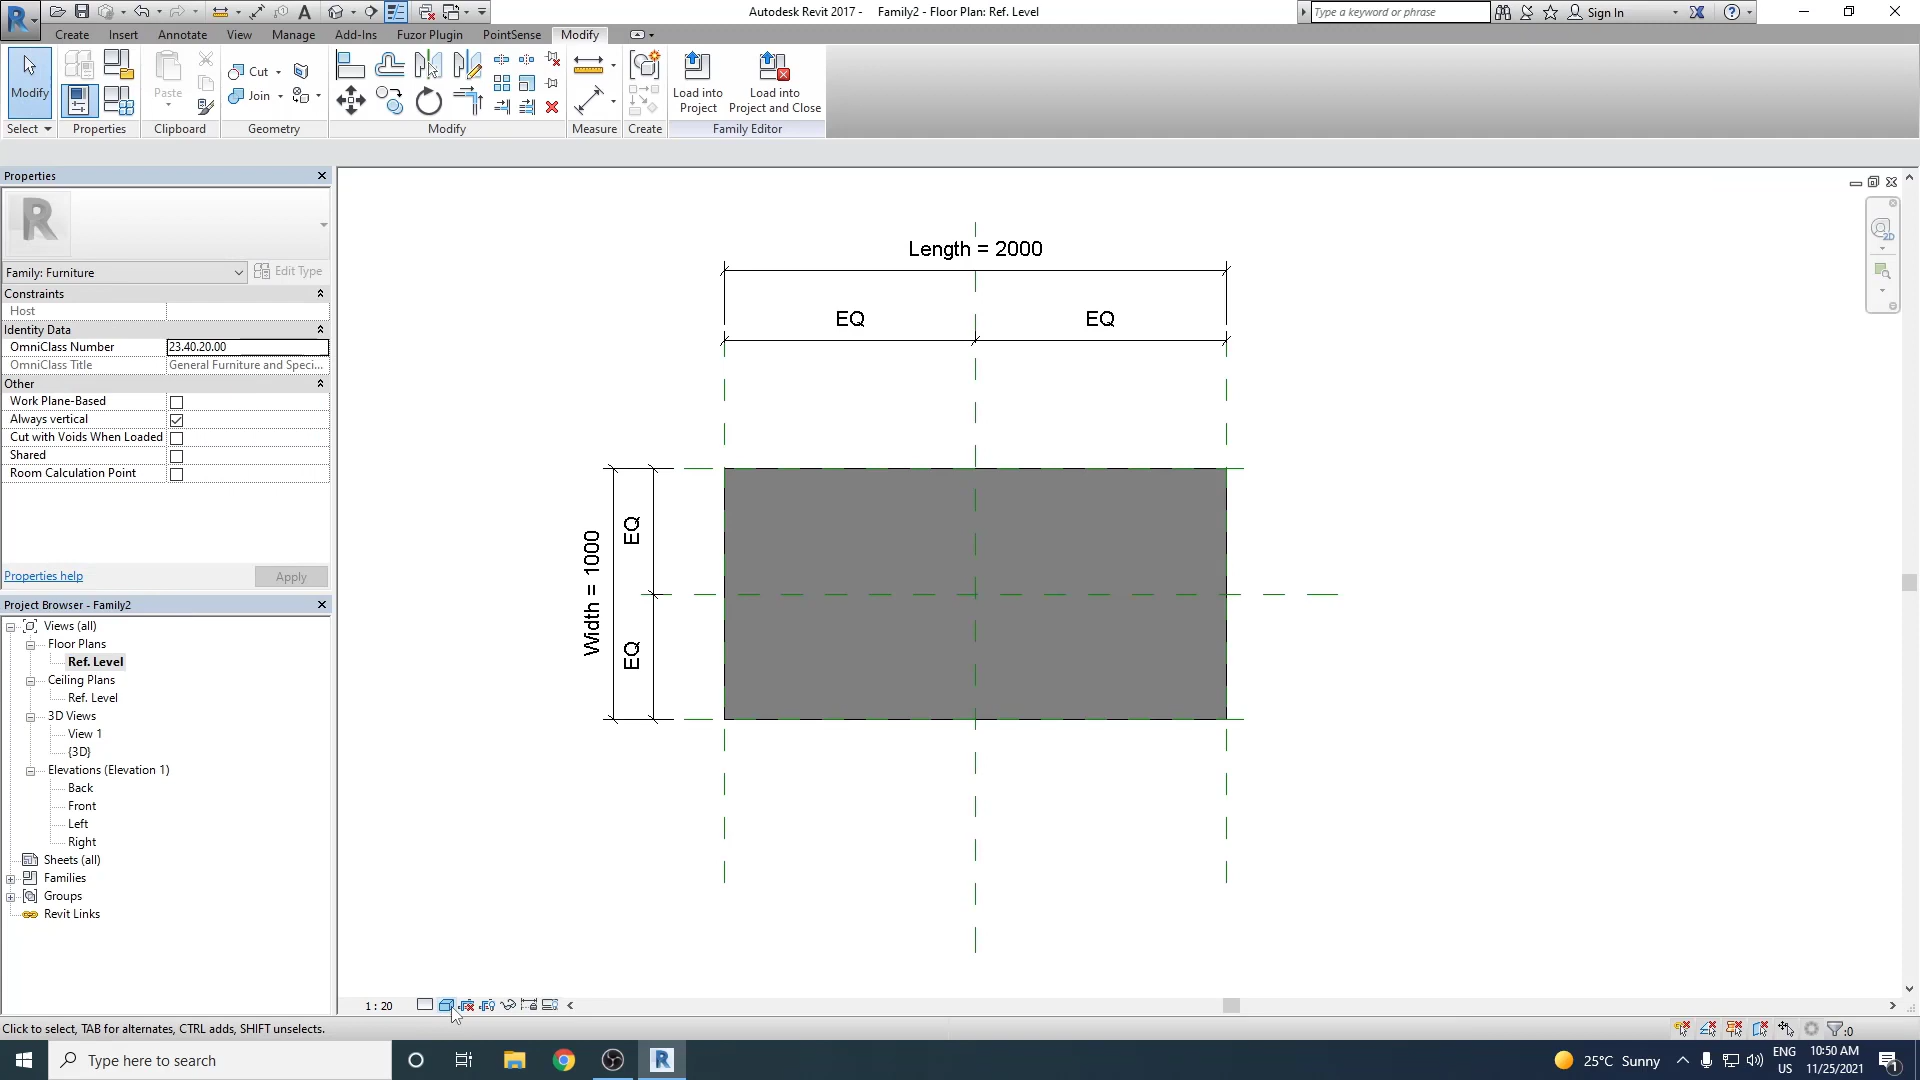 Autodesk Revit 2017 - Family2 - Floor Plan: Ref. Level
Type a keyword or phrase
Sign In
Create Insert Annotate View Manage Add-Ins Fuzor Plugin PointSense Modify
Modify
Paste
Cut
Join
Load into
Project
Load into
Project and Close
Select Properties Clipboard Geometry Modify Measure Create Family Editor
Properties
Family: Furniture
Edit Type
Constraints
Host
Identity Data
OmniClass Number 23.40.20.00
OmniClass Title General Furniture and Speci...
Other
Work Plane-Based
Always vertical
Cut with Voids When Loaded
Shared
Room Calculation Point
Properties help
Apply
Project Browser - Family2
Views (all)
Floor Plans
Ref. Level
Ceiling Plans
Ref. Level
3D Views
View 1
{3D}
Elevations (Elevation 1)
Back
Front
Left
Right
Sheets (all)
Families
Groups
Revit Links
Length = 2000
EQ EQ
Width = 1000
EQ
EQ
2D
1 : 20
Click to select, TAB for alternates, CTRL adds, SHIFT unselects.
:0
Type here to search
25°C Sunny
ENG
US
10:50 AM
11/25/2021
1